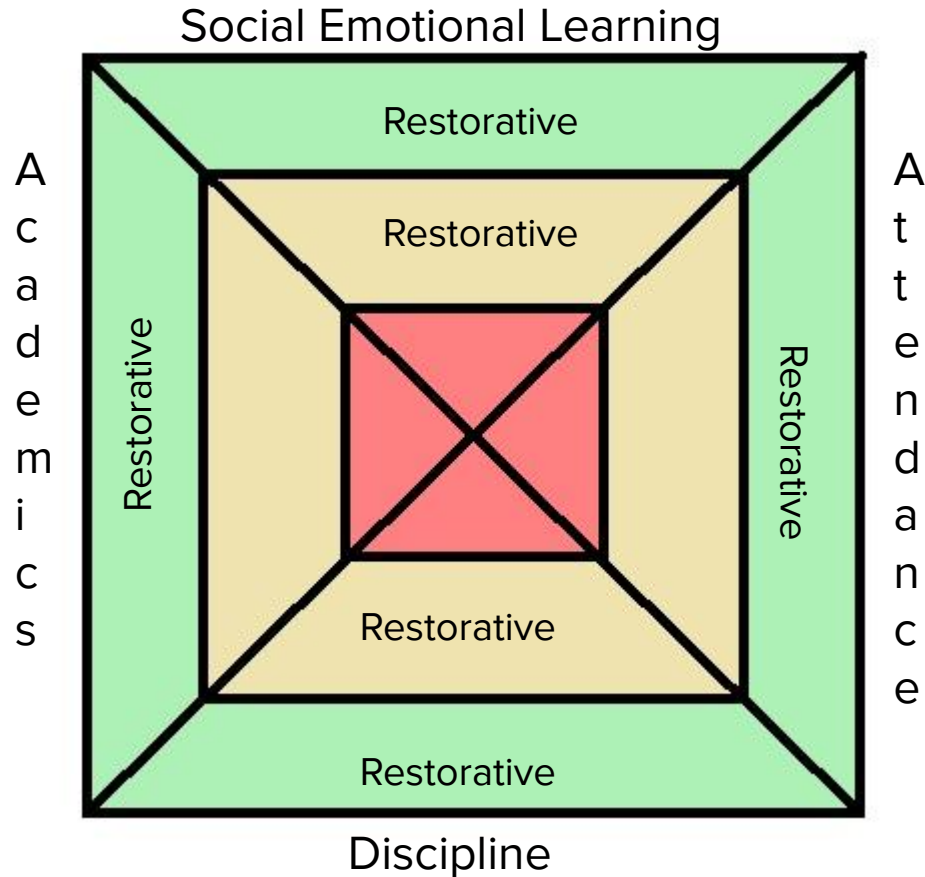 Social Emotional Learning
Restorative
Restorative
Academics
Restorative
Restorative
Attendance
Restorative
Restorative
Discipline